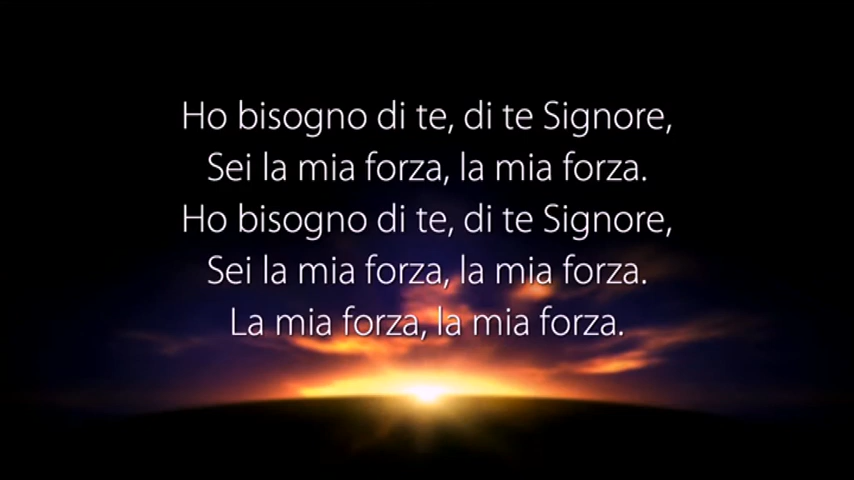 Ho bisogno di te, di te Signore,
Sei la mia forza, la mia forza.
Ho bisogno di te, di te Signore,
Sei la mia forza, la mia forza.
La mia forza, la mia forza.